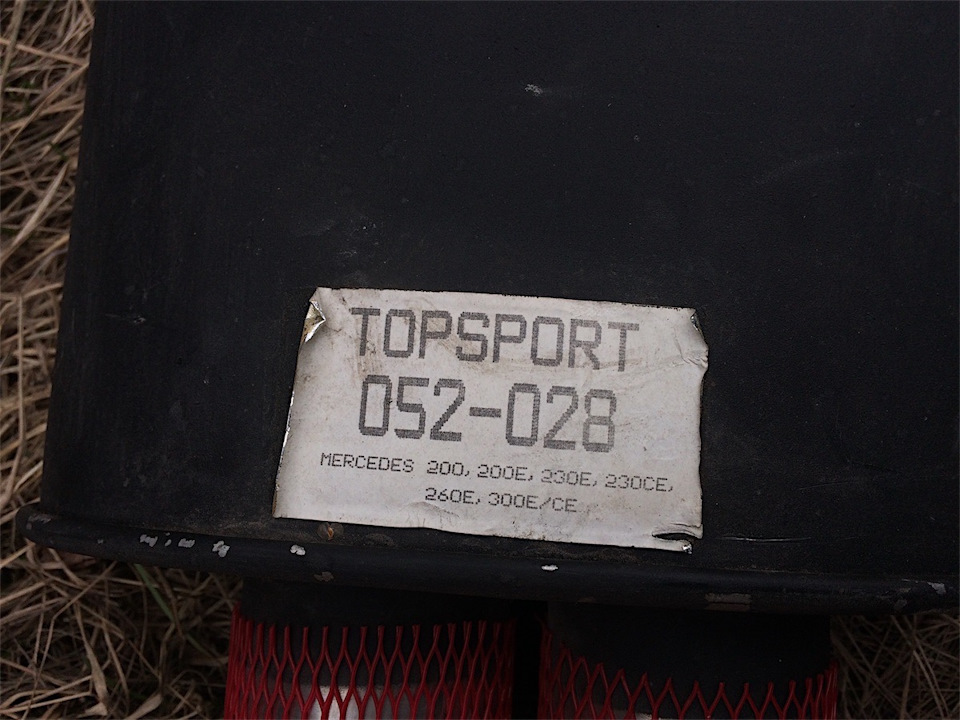 TOPSPORT
052-028
MERCEDES 200, 200E, 230E, 230CE,
260E, 300E/CE